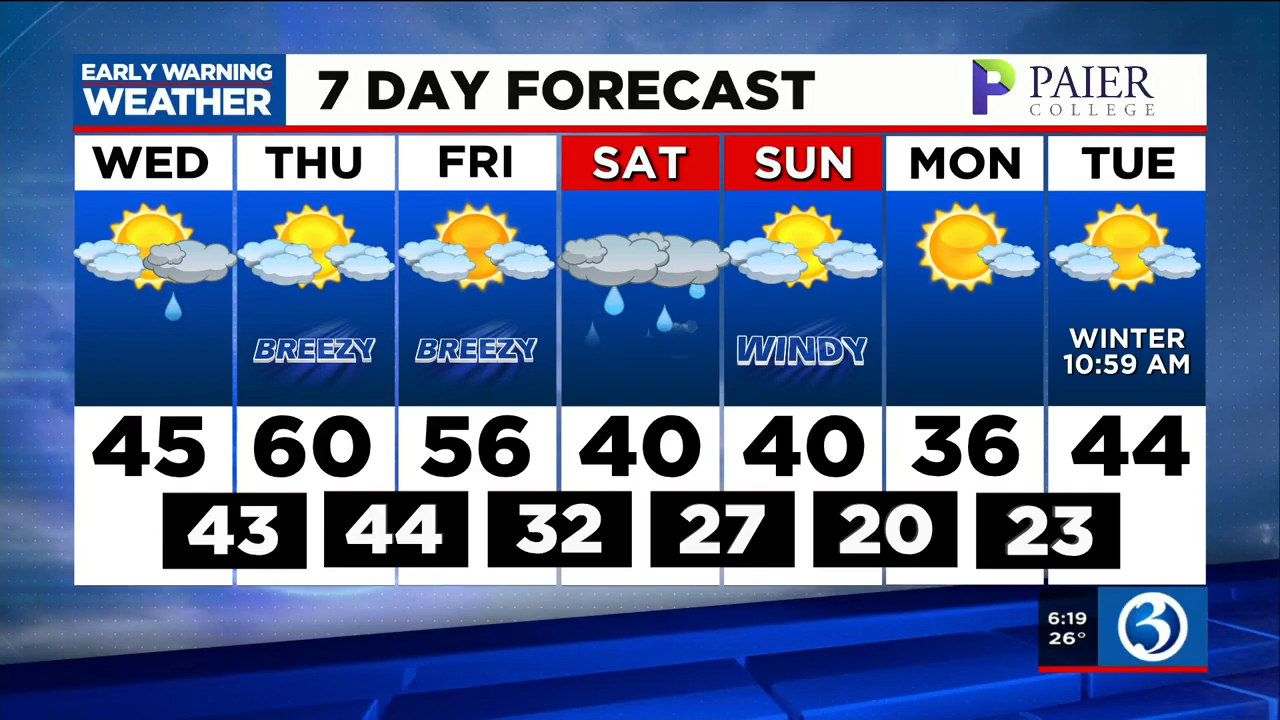 EARLY WARNING
WEATHER
7 DAY FORECAST
PAIER
COLLEGE
WED THU FRI SAT SUN MON TUE
BREEZY BREEZY WINDY WINTER
10:59 AM
45 60 56 40 40 36 44
43 44 32 27 20 23
6:19
26°
3